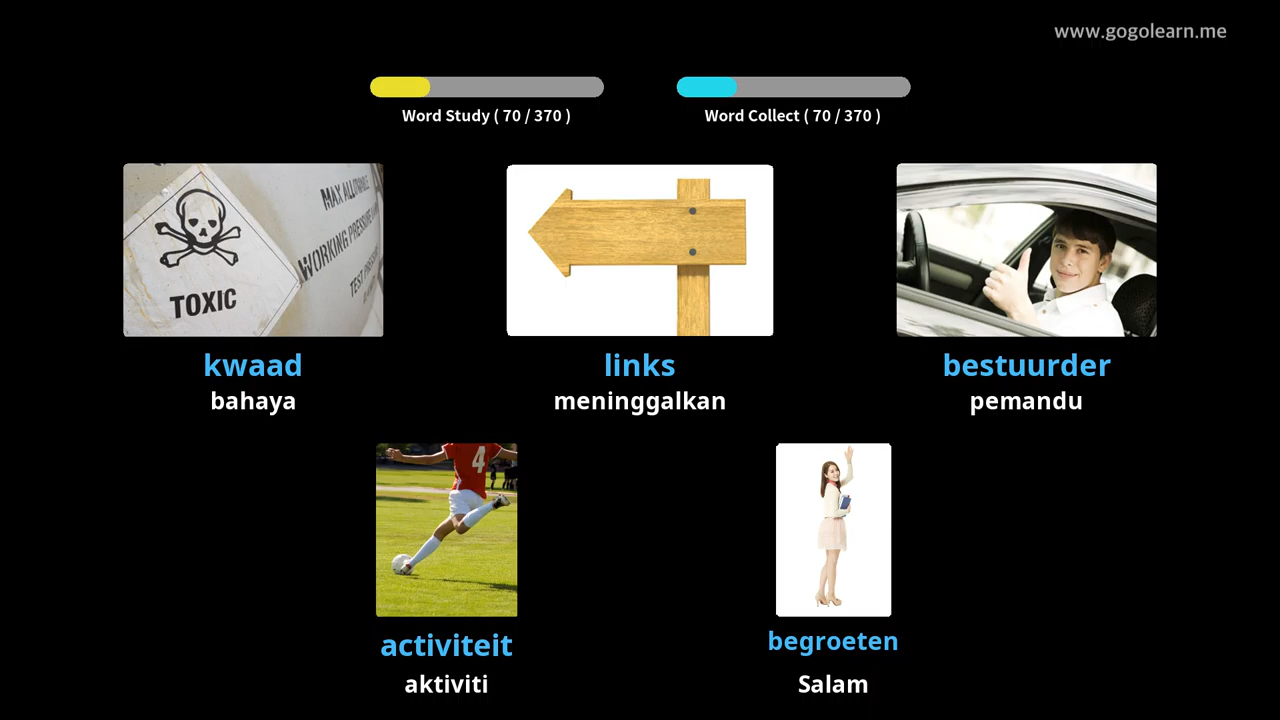 www.gogolearn.me
Word Study ( 70 / 370 )
Word Collect ( 70 / 370 )
MAX ALLOWABLE
WORKING PRESSURE
TEST
TOXIC
kwaad
links
bestuurder
bahaya
meninggalkan
pemandu
4
activiteit
begroeten
aktiviti
Salam